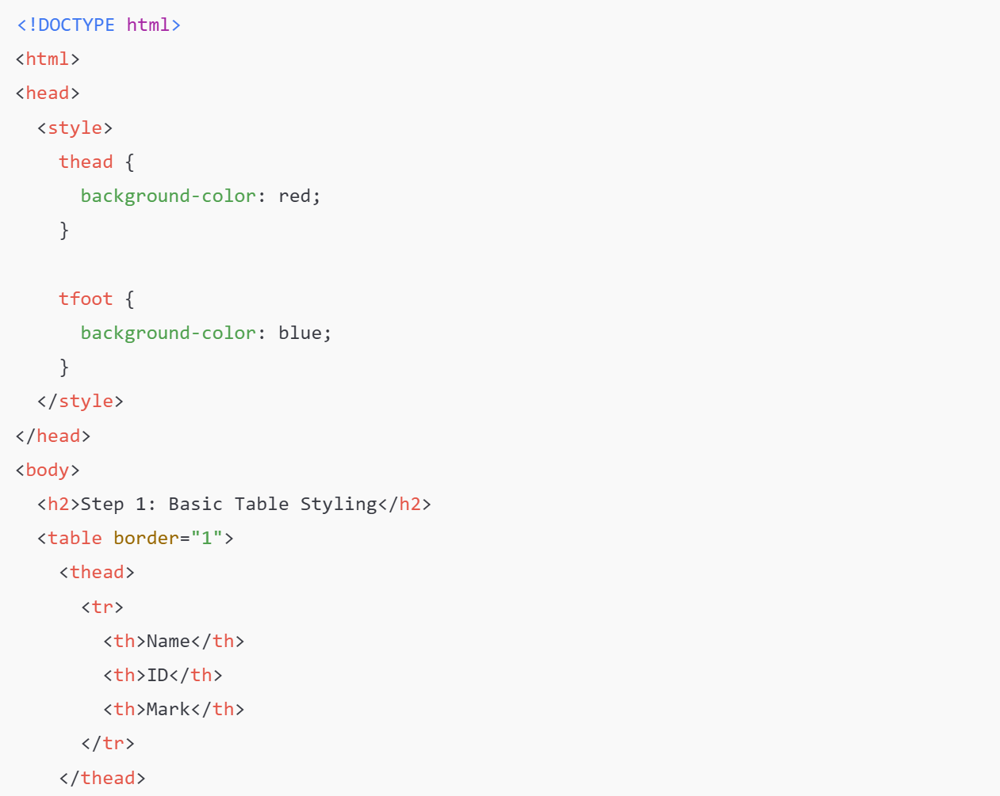 <!DOCTYPE html>
<html>
<head>
  <style>
    thead {
      background-color: red;
    }

    tfoot {
      background-color: blue;
    }
  </style>
</head>
<body>
  <h2>Step 1: Basic Table Styling</h2>
  <table border="1">
    <thead>
      <tr>
        <th>Name</th>
        <th>ID</th>
        <th>Mark</th>
      </tr>
    </thead>